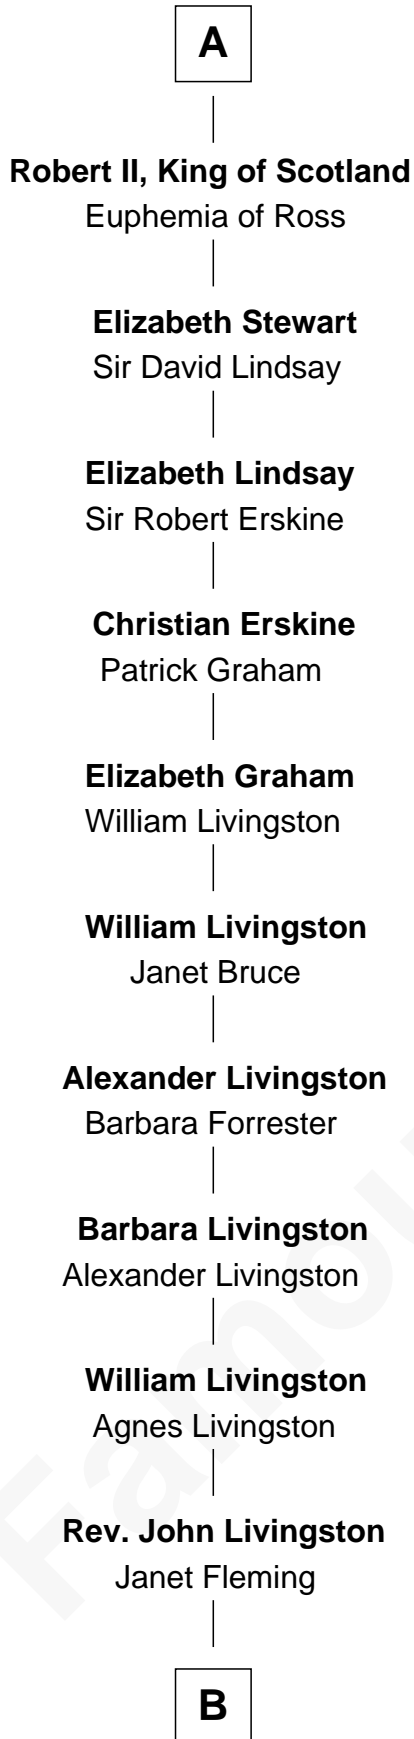 A
Robert II, King of Scotland
Euphemia of Ross
Elizabeth Stewart
Sir David Lindsay
Elizabeth Lindsay
Sir Robert Erskine
Christian Erskine
Patrick Graham
Elizabeth Graham
William Livingston
William Livingston
Janet Bruce
Alexander Livingston
Barbara Forrester
Barbara Livingston
Alexander Livingston
William Livingston
Agnes Livingston
Rev. John Livingston
Janet Fleming
B